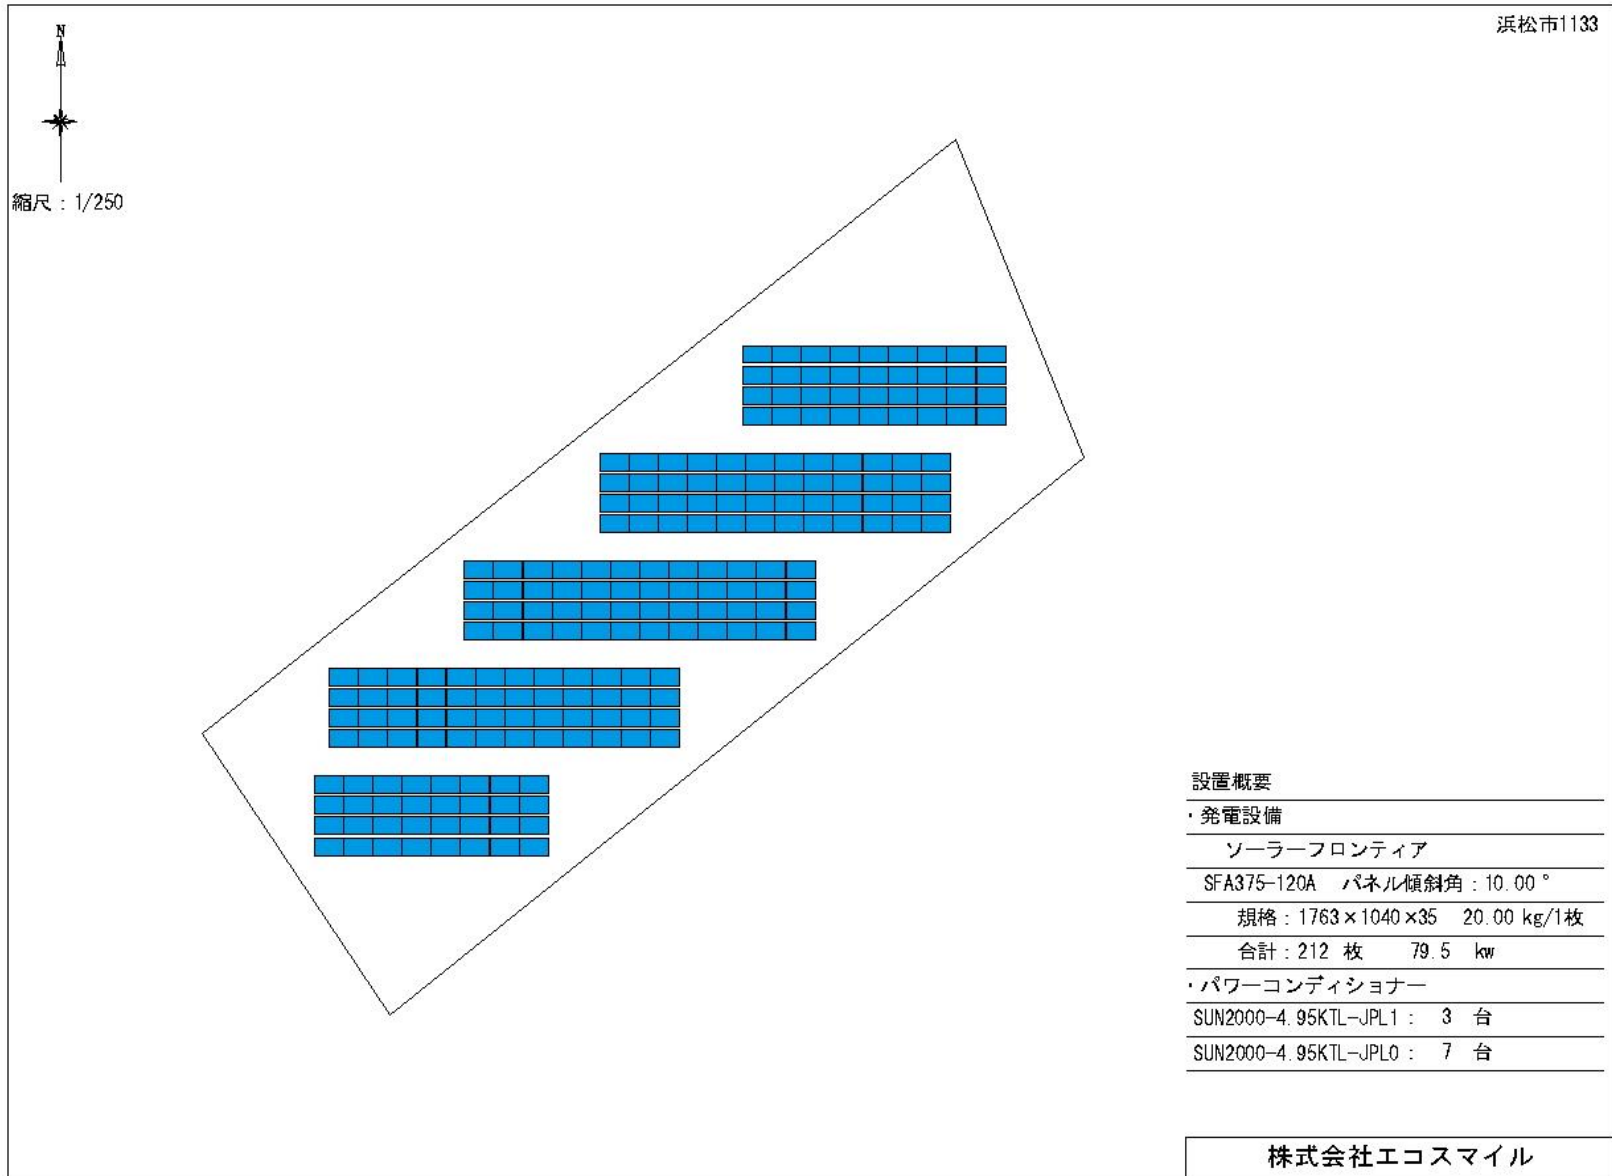 浜松市1133
N
縮尺：1/250
設置概要
・発電設備
ソーラーフロンティア
SFA375-120A パネル傾斜角：10.00°
規格：1763×1040×35 20.00 kg/1枚
合計：212 枚 79.5 kw
・パワーコンディショナー
SUN2000-4.95KTL-JPL1： 3 台
SUN2000-4.95KTL-JPL0： 7 台
株式会社エコスマイル